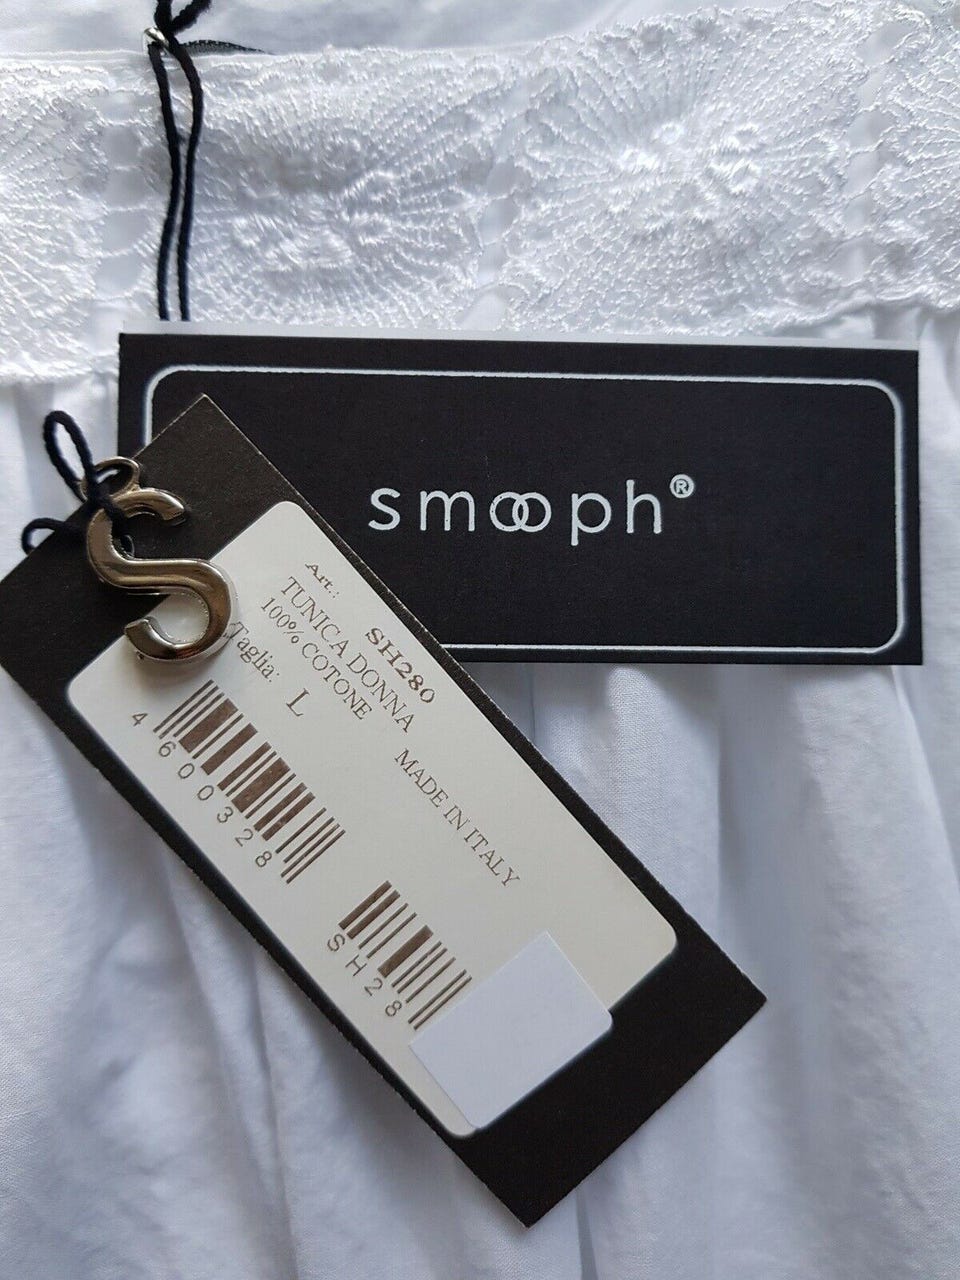 smooph®
S
Art.: SH280
TUNICA DONNA
100% COTONE
Taglia: L
MADE IN ITALY
4600328
SH28